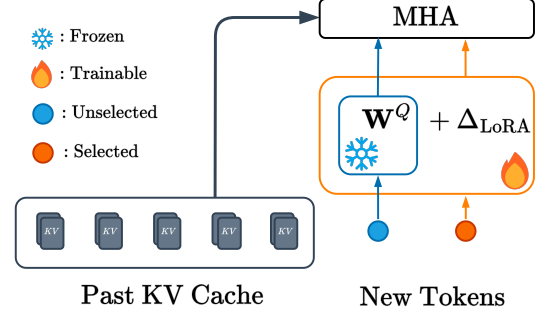 MHA
: Frozen
: Trainable
: Unselected
: Selected
W^Q + Δ_LoRA
KV KV KV KV KV
Past KV Cache
New Tokens